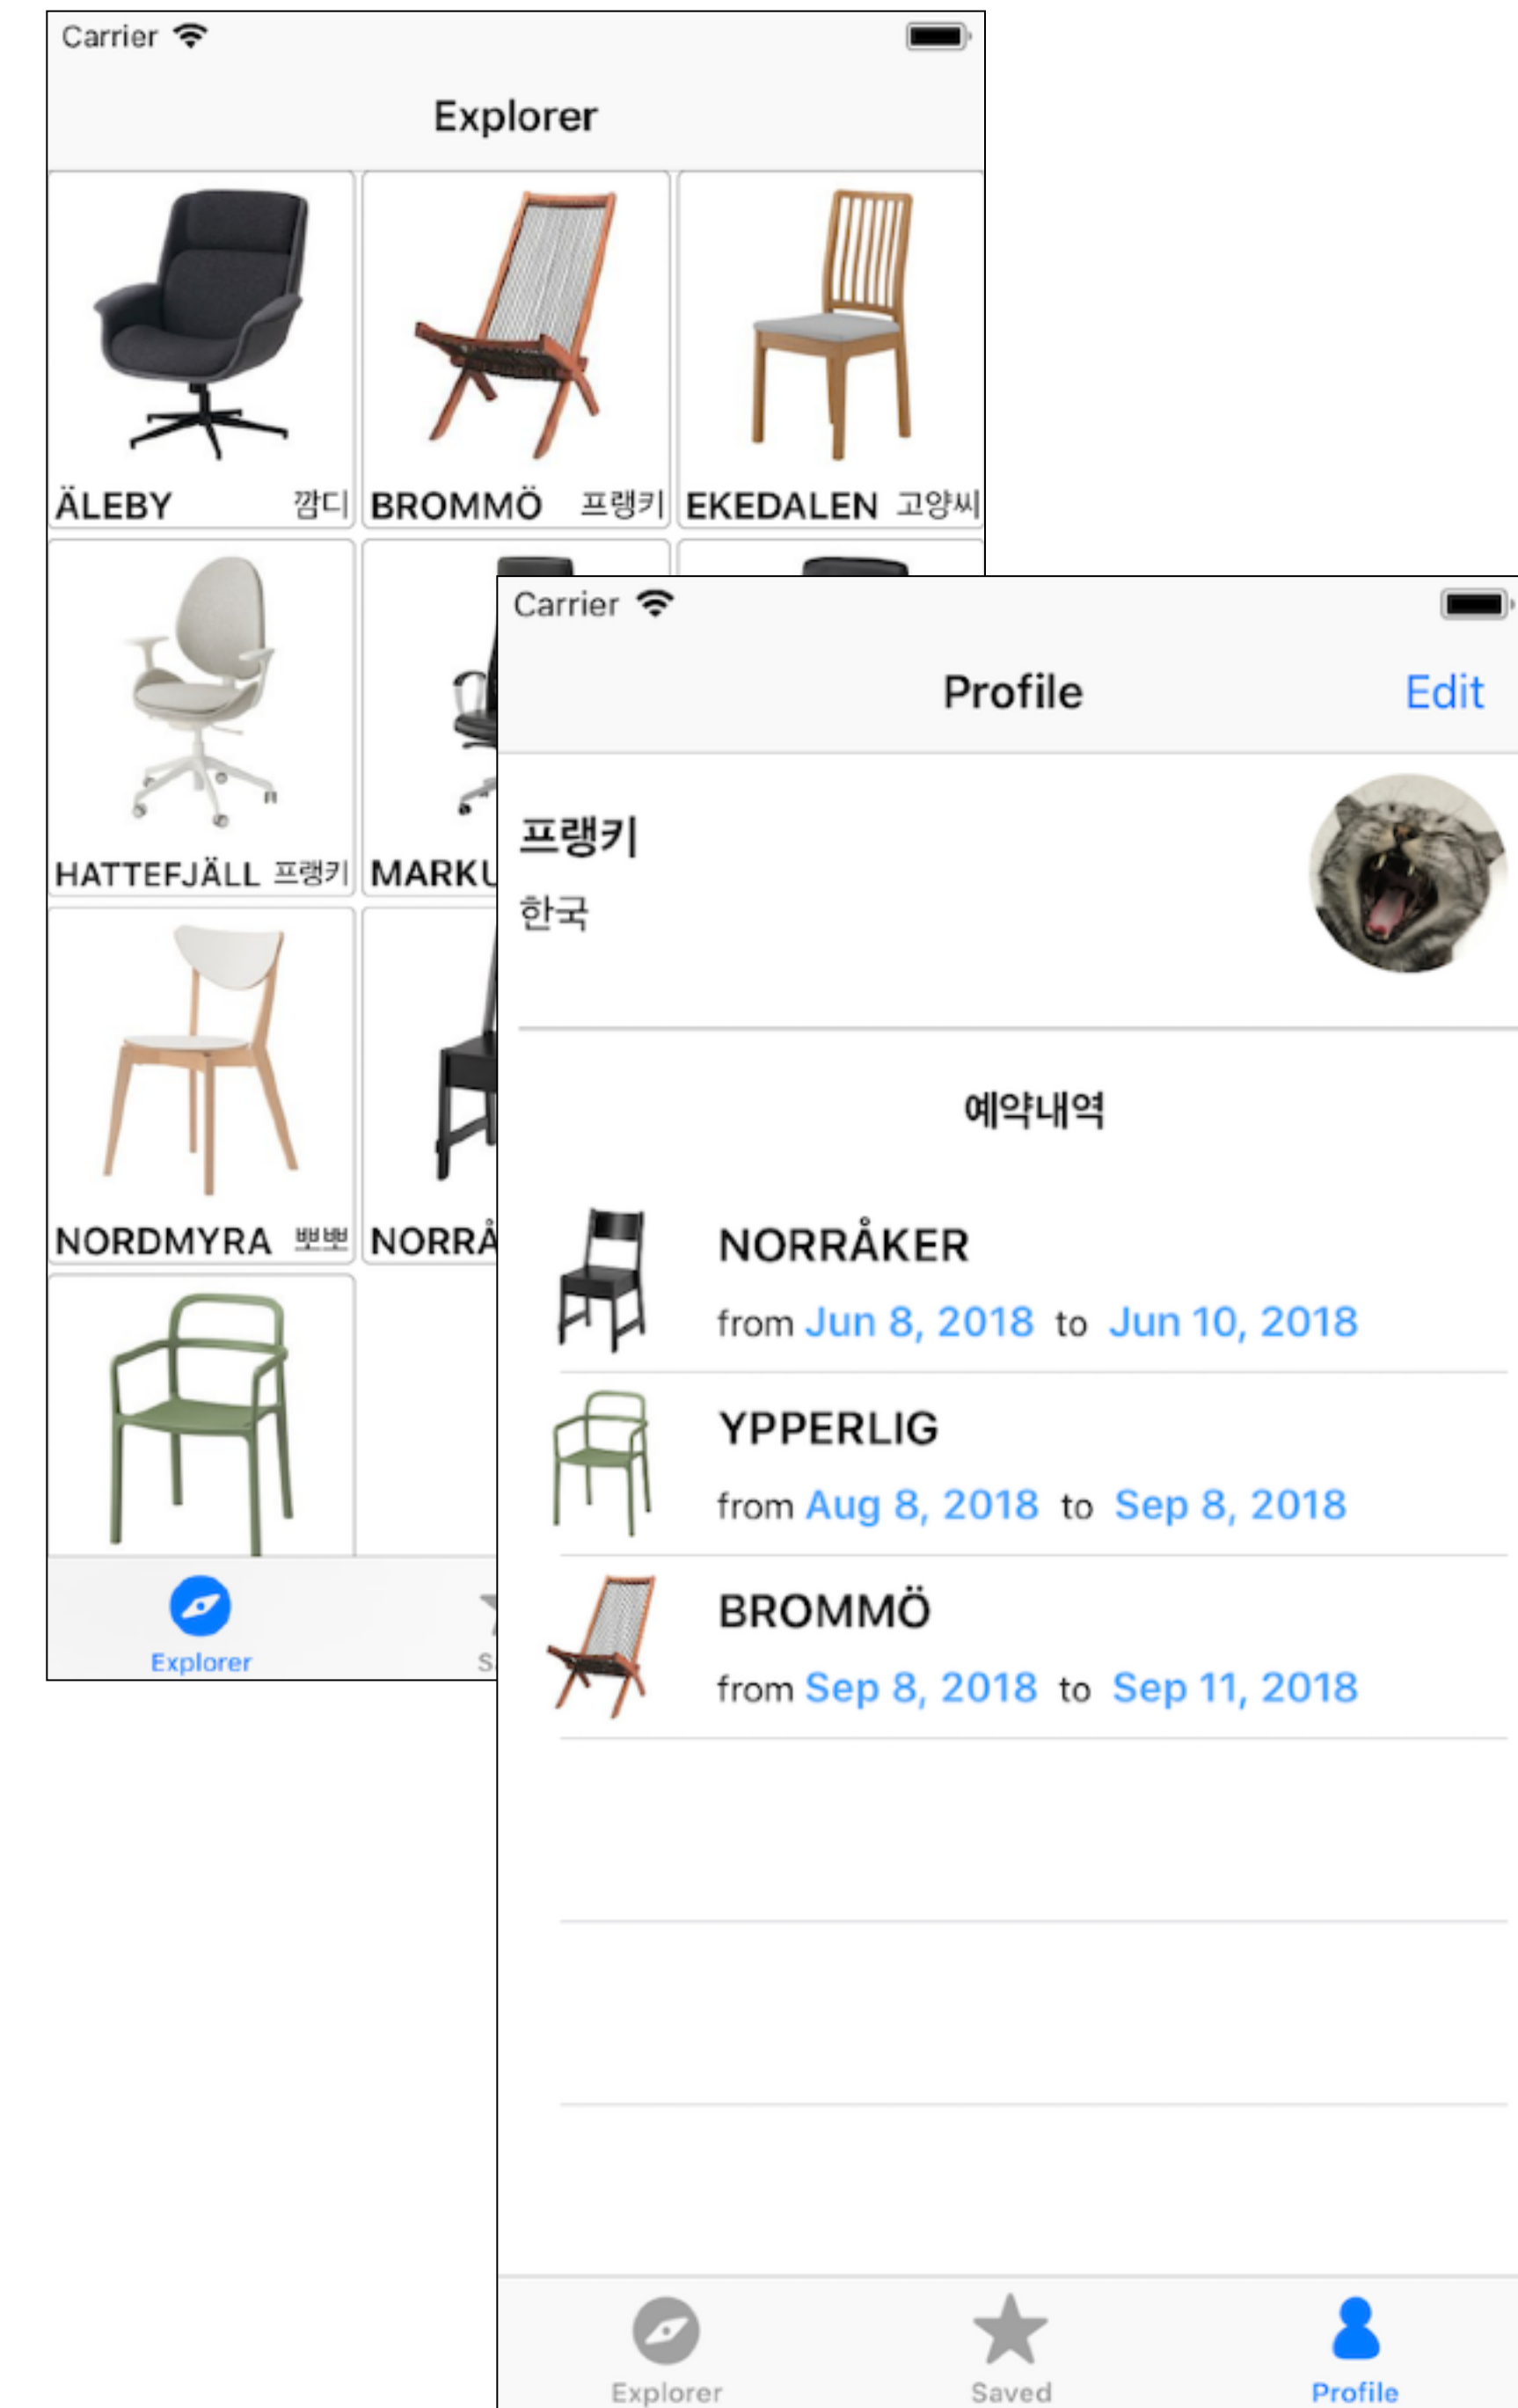 Carrier
Explorer
ÄLEBY 깜디
BROMMÖ 프랭키
EKEDALEN 고양씨
HATTEFJÄLL 프랭키
MARKU
NORDMYRA 뽀뽀
NORRÅ
Explorer
Carrier
Profile Edit
프랭키
한국
예약내역
NORRÅKER
from Jun 8, 2018 to Jun 10, 2018
YPPERLIG
from Aug 8, 2018 to Sep 8, 2018
BROMMÖ
from Sep 8, 2018 to Sep 11, 2018
Explorer Saved Profile